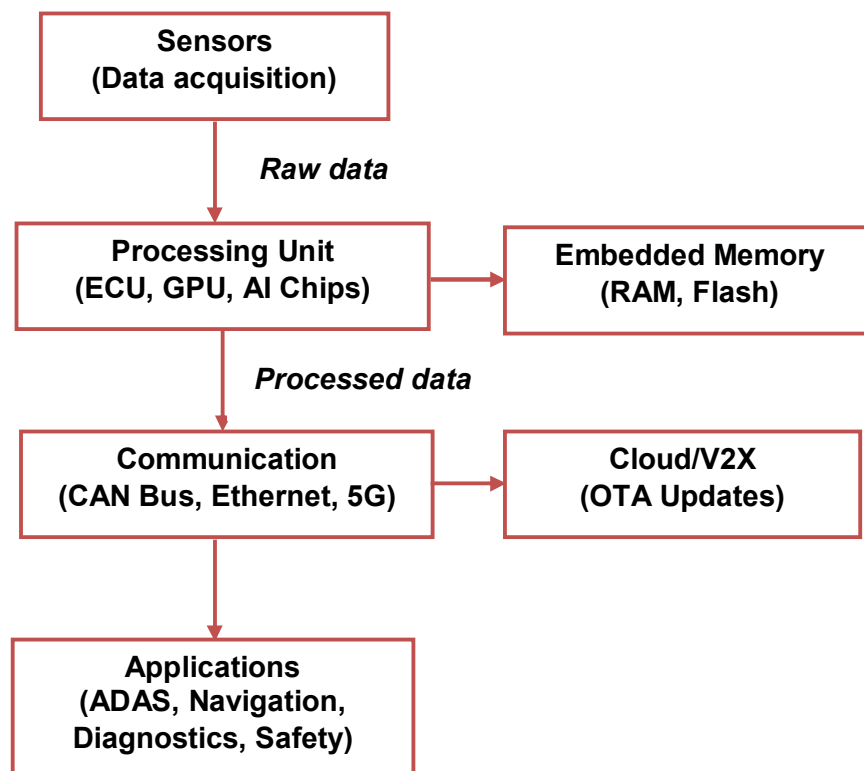 Sensors
(Data acquisition)
Raw data
Processing Unit
(ECU, GPU, AI Chips)
Embedded Memory
(RAM, Flash)
Processed data
Communication
(CAN Bus, Ethernet, 5G)
Cloud/V2X
(OTA Updates)
Applications
(ADAS, Navigation,
Diagnostics, Safety)